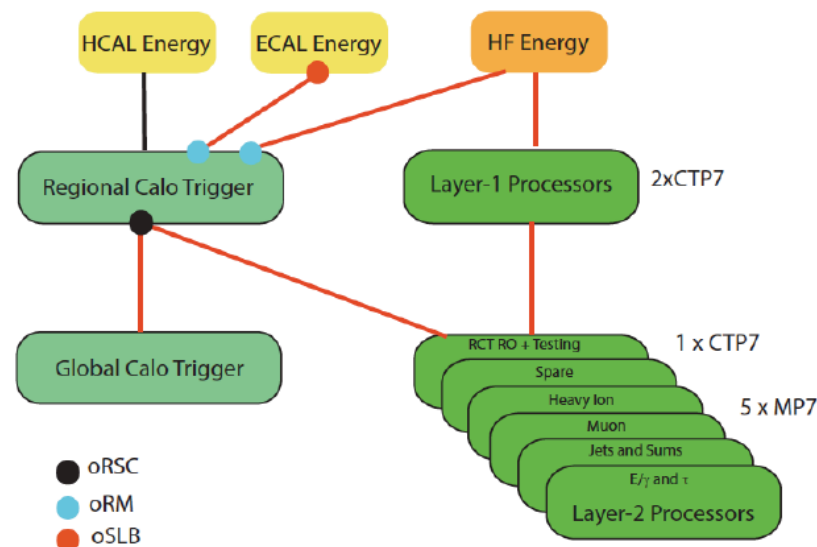 HCAL Energy
ECAL Energy
HF Energy
Regional Calo Trigger
Layer-1 Processors
2xCTP7
Global Calo Trigger
RCT RO + Testing
1 x CTP7
Spare
Heavy Ion
5 x MP7
Muon
Jets and Sums
E/γ and τ
Layer-2 Processors
oRSC
oRM
oSLB